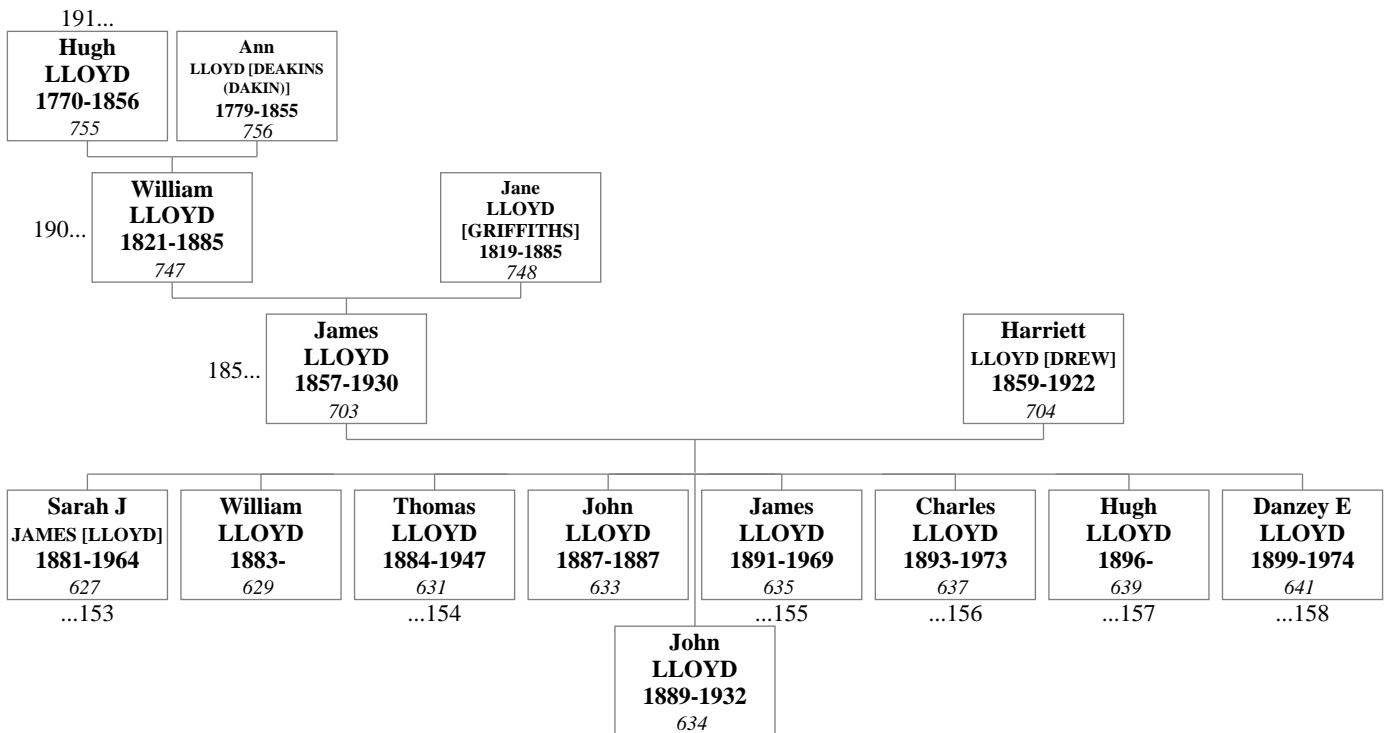 191...
Hugh
LLOYD
1770-1856
755
Ann
LLOYD [DEAKINS
(DAKIN)]
1779-1855
756
190...
William
LLOYD
1821-1885
747
Jane
LLOYD
[GRIFFITHS]
1819-1885
748
185...
James
LLOYD
1857-1930
703
Harriett
LLOYD [DREW]
1859-1922
704
Sarah J
JAMES [LLOYD]
1881-1964
627
...153
William
LLOYD
1883-
629
Thomas
LLOYD
1884-1947
631
...154
John
LLOYD
1887-1887
633
James
LLOYD
1891-1969
635
...155
Charles
LLOYD
1893-1973
637
...156
Hugh
LLOYD
1896-
639
...157
Danzey E
LLOYD
1899-1974
641
...158
John
LLOYD
1889-1932
634